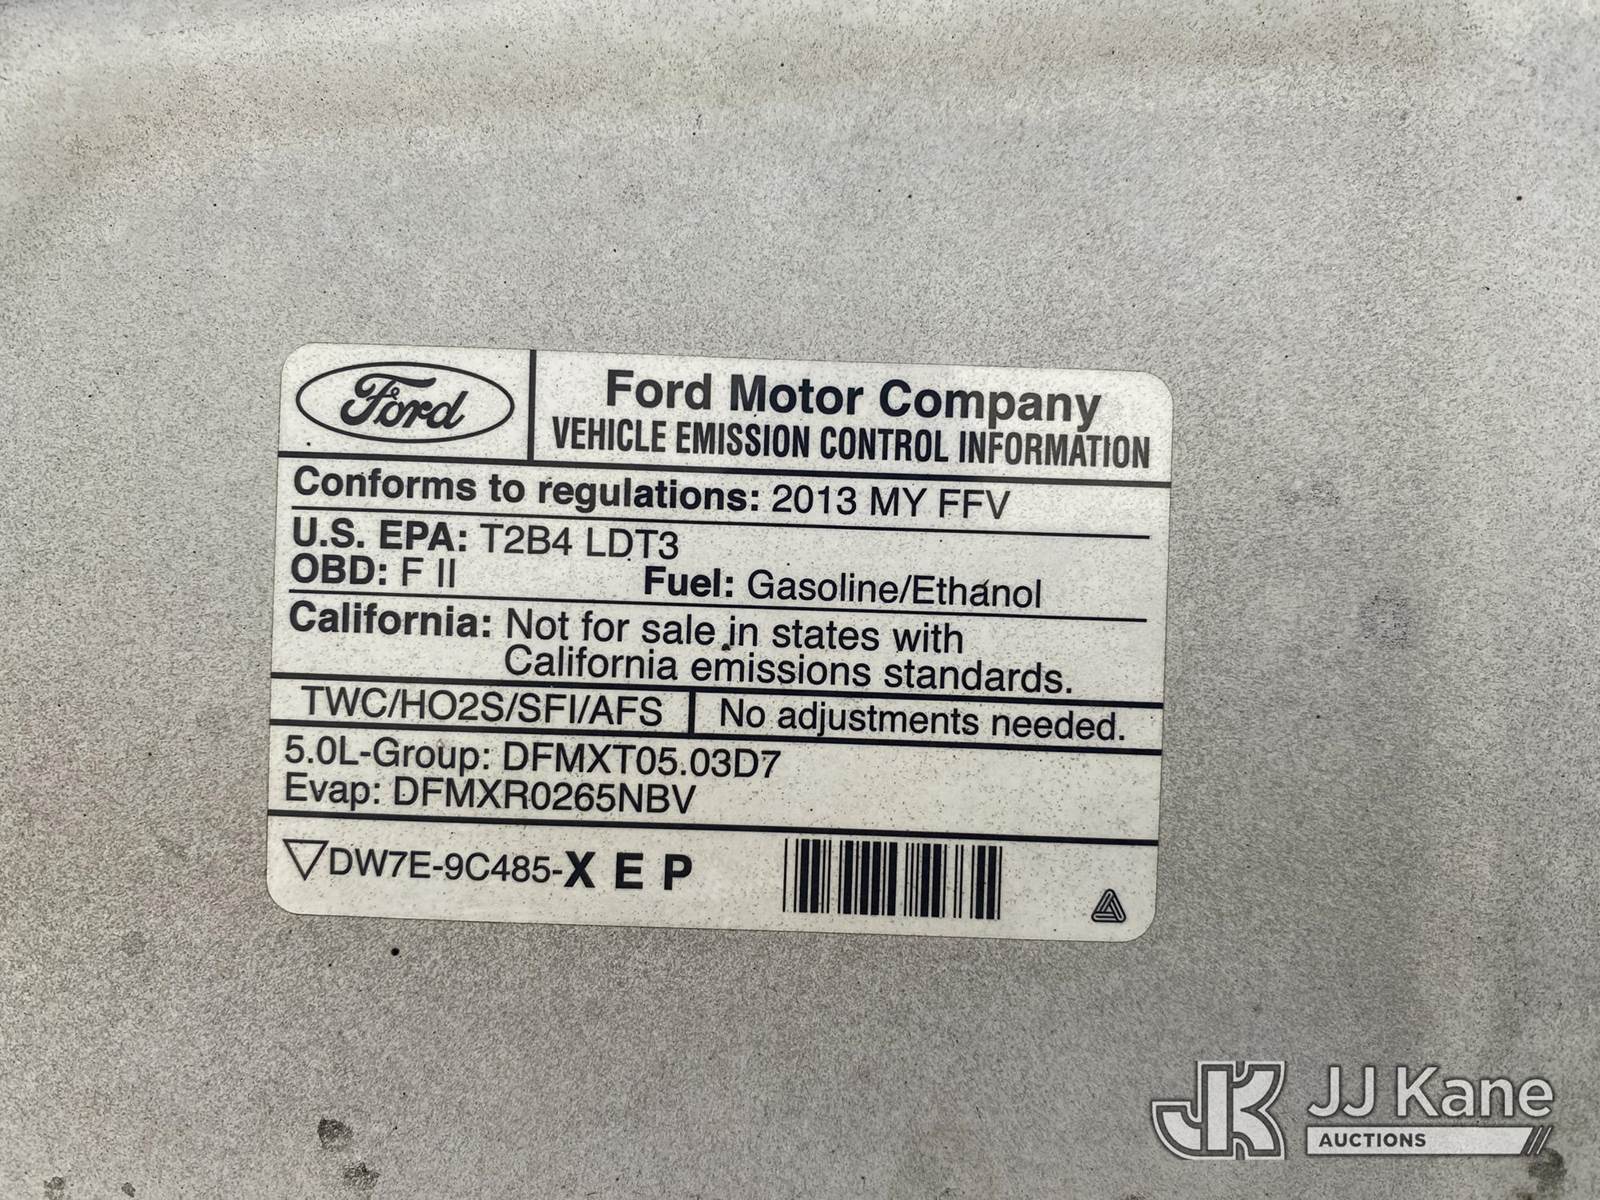 Ford
Ford Motor Company
VEHICLE EMISSION CONTROL INFORMATION
Conforms to regulations: 2013 MY FFV
U.S. EPA: T2B4 LDT3
OBD: F II Fuel: Gasoline/Ethanol
California: Not for sale in states with
California emissions standards.
TWC/HO2S/SFI/AFS No adjustments needed.
5.0L-Group: DFMXT05.03D7
Evap: DFMXR0265NBV
DW7E-9C485-X E P
JK JJ Kane
AUCTIONS